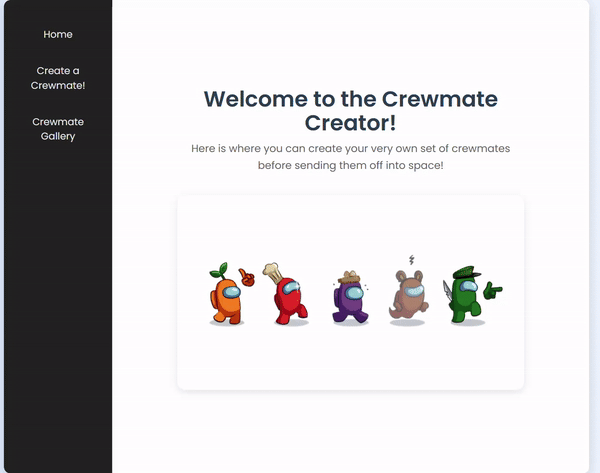 Home
Create a
Crewmate!
Crewmate
Gallery
Welcome to the Crewmate
Creator!
Here is where you can create your very own set of crewmates
before sending them off into space!